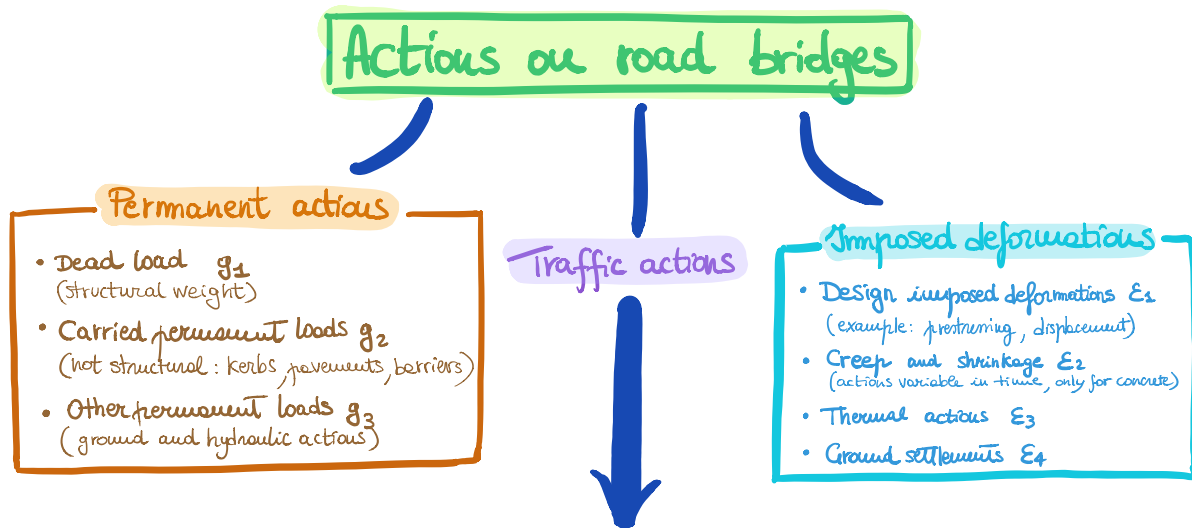 Actions on road bridges
Permanent actions
• Dead load g1
(structural weight)
• Carried permanent loads g2
(not structural: kerbs, pavements, barriers)
• Other permanent loads g3
(ground and hydraulic actions)
Traffic actions
Imposed deformations
• Design imposed deformations ε1
(example: prestressing, displacement)
• Creep and shrinkage ε2
(actions variable in time, only for concrete)
• Thermal actions ε3
• Ground settlements ε4